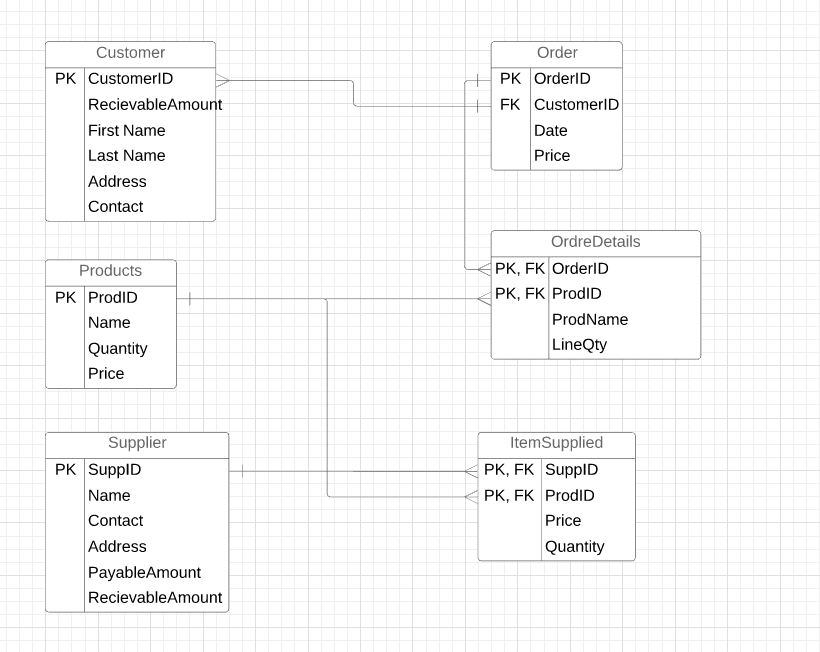 Customer
PK CustomerID
RecievableAmount
First Name
Last Name
Address
Contact
Order
PK OrderID
FK CustomerID
Date
Price
Products
PK ProdID
Name
Quantity
Price
OrdreDetails
PK, FK OrderID
PK, FK ProdID
ProdName
LineQty
Supplier
PK SuppID
Name
Contact
Address
PayableAmount
RecievableAmount
ItemSupplied
PK, FK SuppID
PK, FK ProdID
Price
Quantity